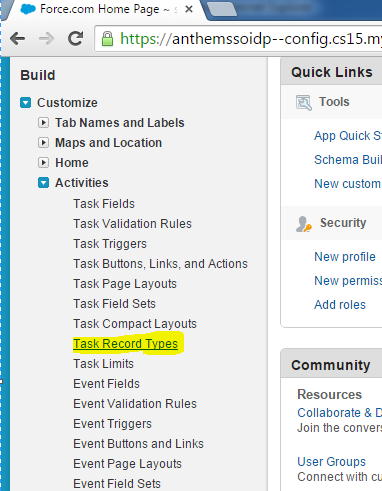 Force.com Home Page ~ s
https://anthemssoidp--config.cs15.my
Build
Customize
Tab Names and Labels
Maps and Location
Home
Activities
Task Fields
Task Validation Rules
Task Triggers
Task Buttons, Links, and Actions
Task Page Layouts
Task Field Sets
Task Compact Layouts
Task Record Types
Task Limits
Event Fields
Event Validation Rules
Event Triggers
Event Buttons and Links
Event Page Layouts
Event Field Sets
Quick Links
Tools
App Quick St
Schema Buil
New custom
Security
New profile
New permiss
Add roles
Community
Resources
Collaborate & D
Join the convers
User Groups
Connect with cu